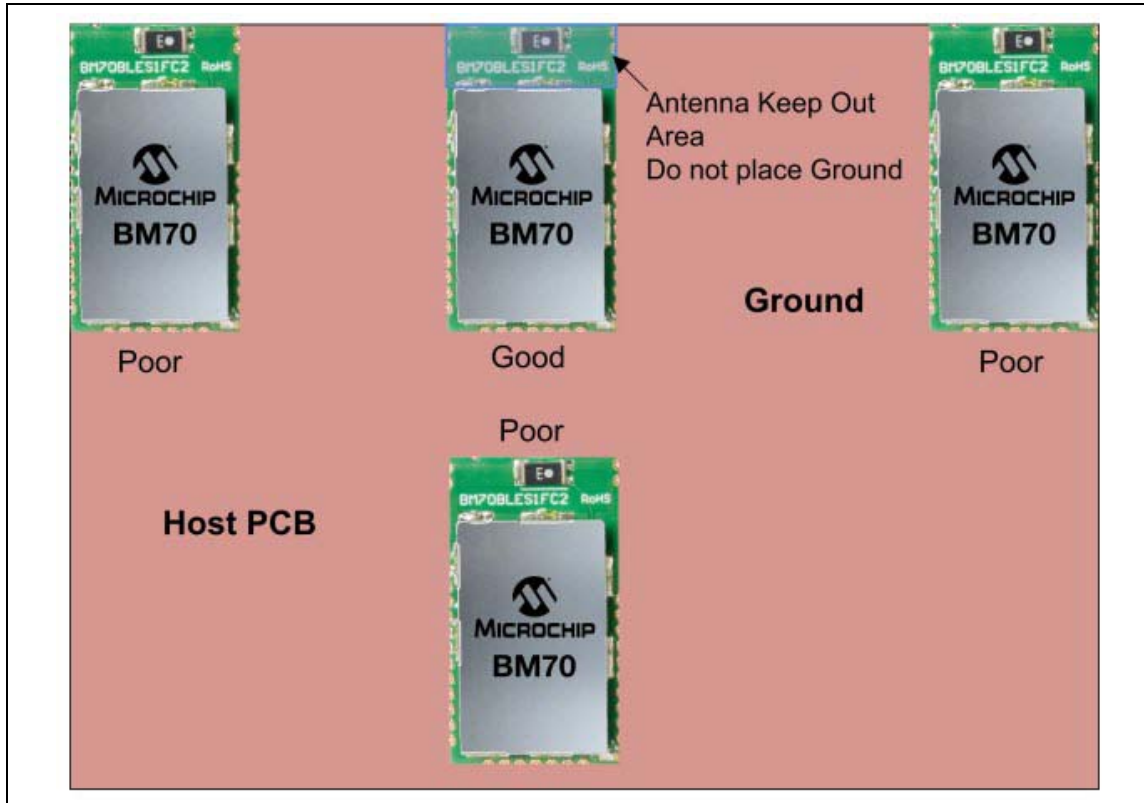 E
BM70BLES1FC2 RoHS
MICROCHIP
BM70
Poor
E
BM70BLES1FC2 RoHS
MICROCHIP
BM70
Good
Antenna Keep Out
Area
Do not place Ground
E
BM70BLES1FC2 RoHS
MICROCHIP
BM70
Poor
Ground
Host PCB
Poor
E
BM70BLES1FC2 RoHS
MICROCHIP
BM70